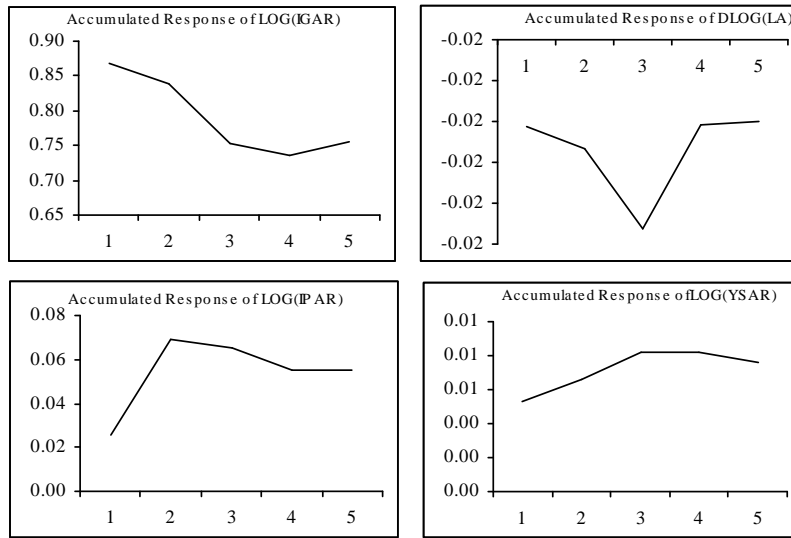 Accumulated Response of LOG(IGAR)
0.90
0.85
0.80
0.75
0.70
0.65
1 2 3 4 5
Accumulated Response of DLOG(LA)
-0.02
-0.02
-0.02
-0.02
-0.02
-0.02
1 2 3 4 5
Accumulated Response of LOG(IPAR)
0.08
0.06
0.04
0.02
0.00
1 2 3 4 5
Accumulated Response of LOG(YSAR)
0.01
0.01
0.01
0.00
0.00
0.00
1 2 3 4 5